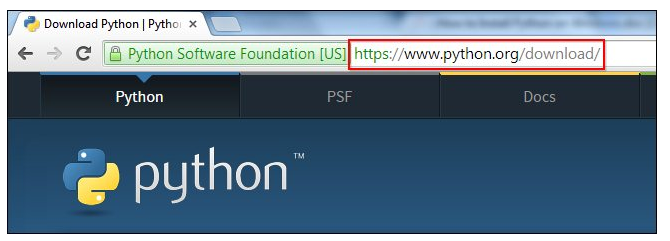 Download Python | Pytho
Python Software Foundation [US] https://www.python.org/download/
Python PSF Docs
python™